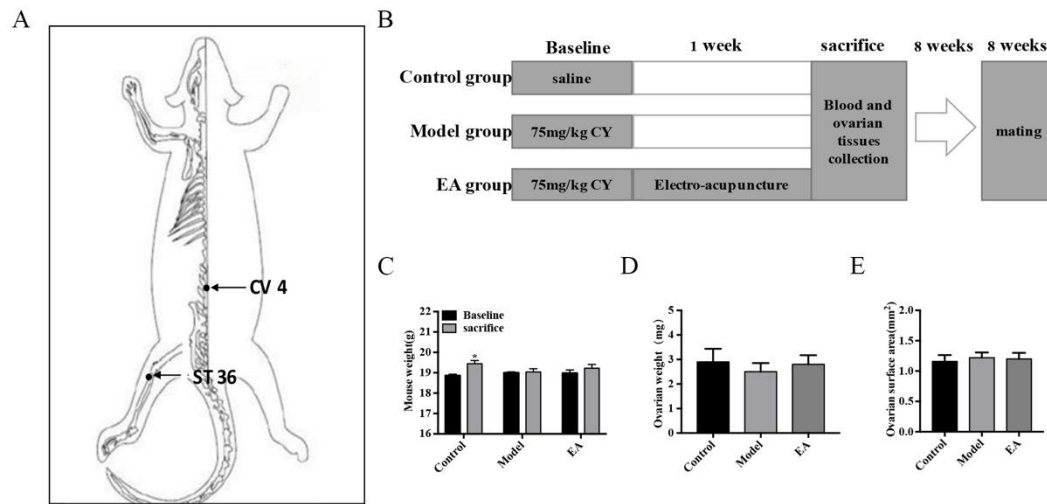 A
CV 4
ST 36
B
Baseline 1 week sacrifice 8 weeks 8 weeks
Control group saline
Model group 75mg/kg CY
EA group 75mg/kg CY Electro-acupuncture
Blood and
ovarian
tissues
collection
mating
C
Baseline
sacrifice
Mouse weight(g)
22
21
20
19
18
17
16
*
Control Model EA
D
Ovarian weight (mg)
5
4
3
2
1
0
Control Model EA
E
Ovarian surface area(mm²)
2.0
1.5
1.0
0.5
0.0
Control Model EA